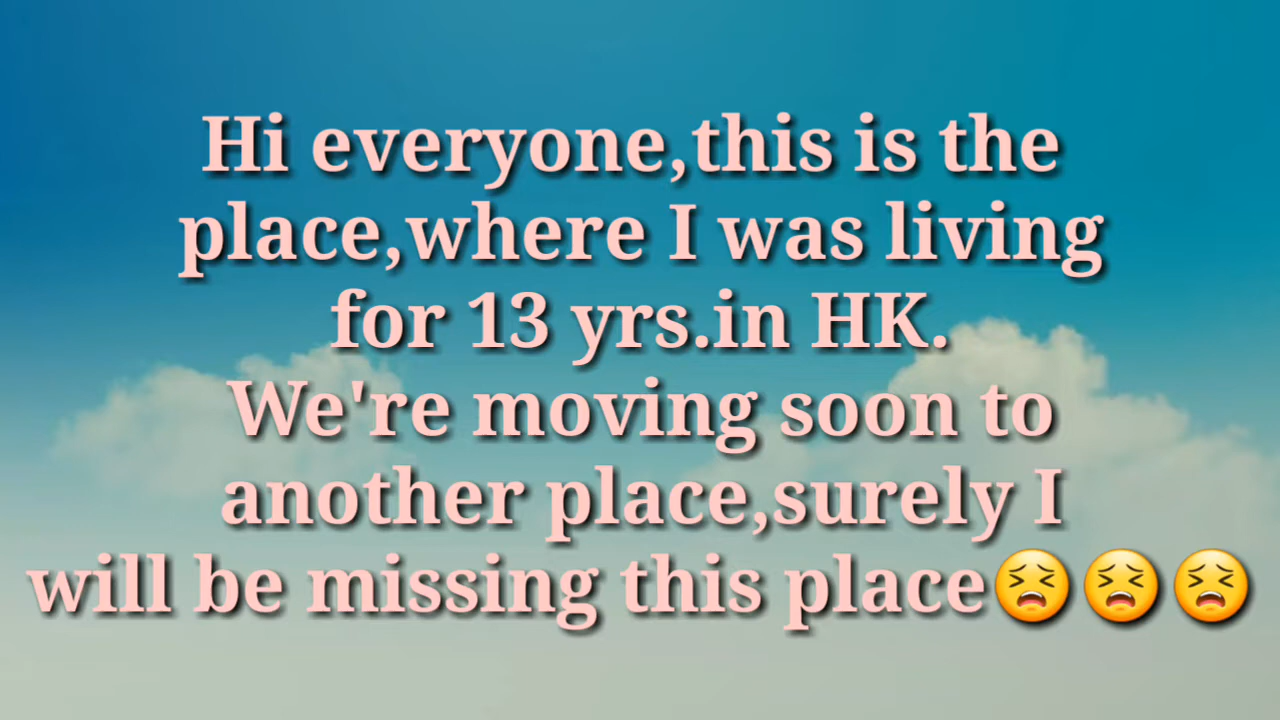 Hi everyone,this is the
place,where I was living
for 13 yrs.in HK.
We're moving soon to
another place,surely I
will be missing this place😣😣😣